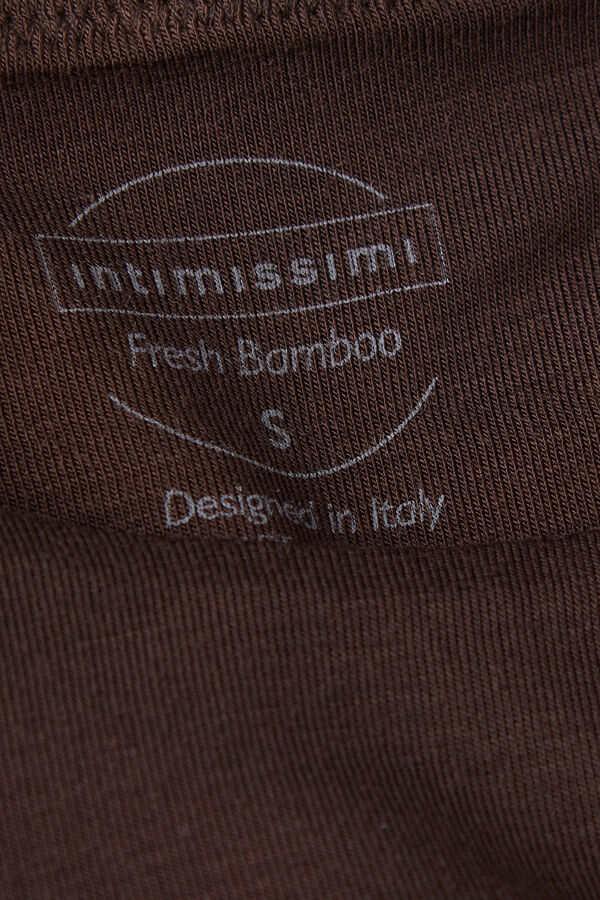 intimissimi
Fresh Bamboo
S
Designed in Italy